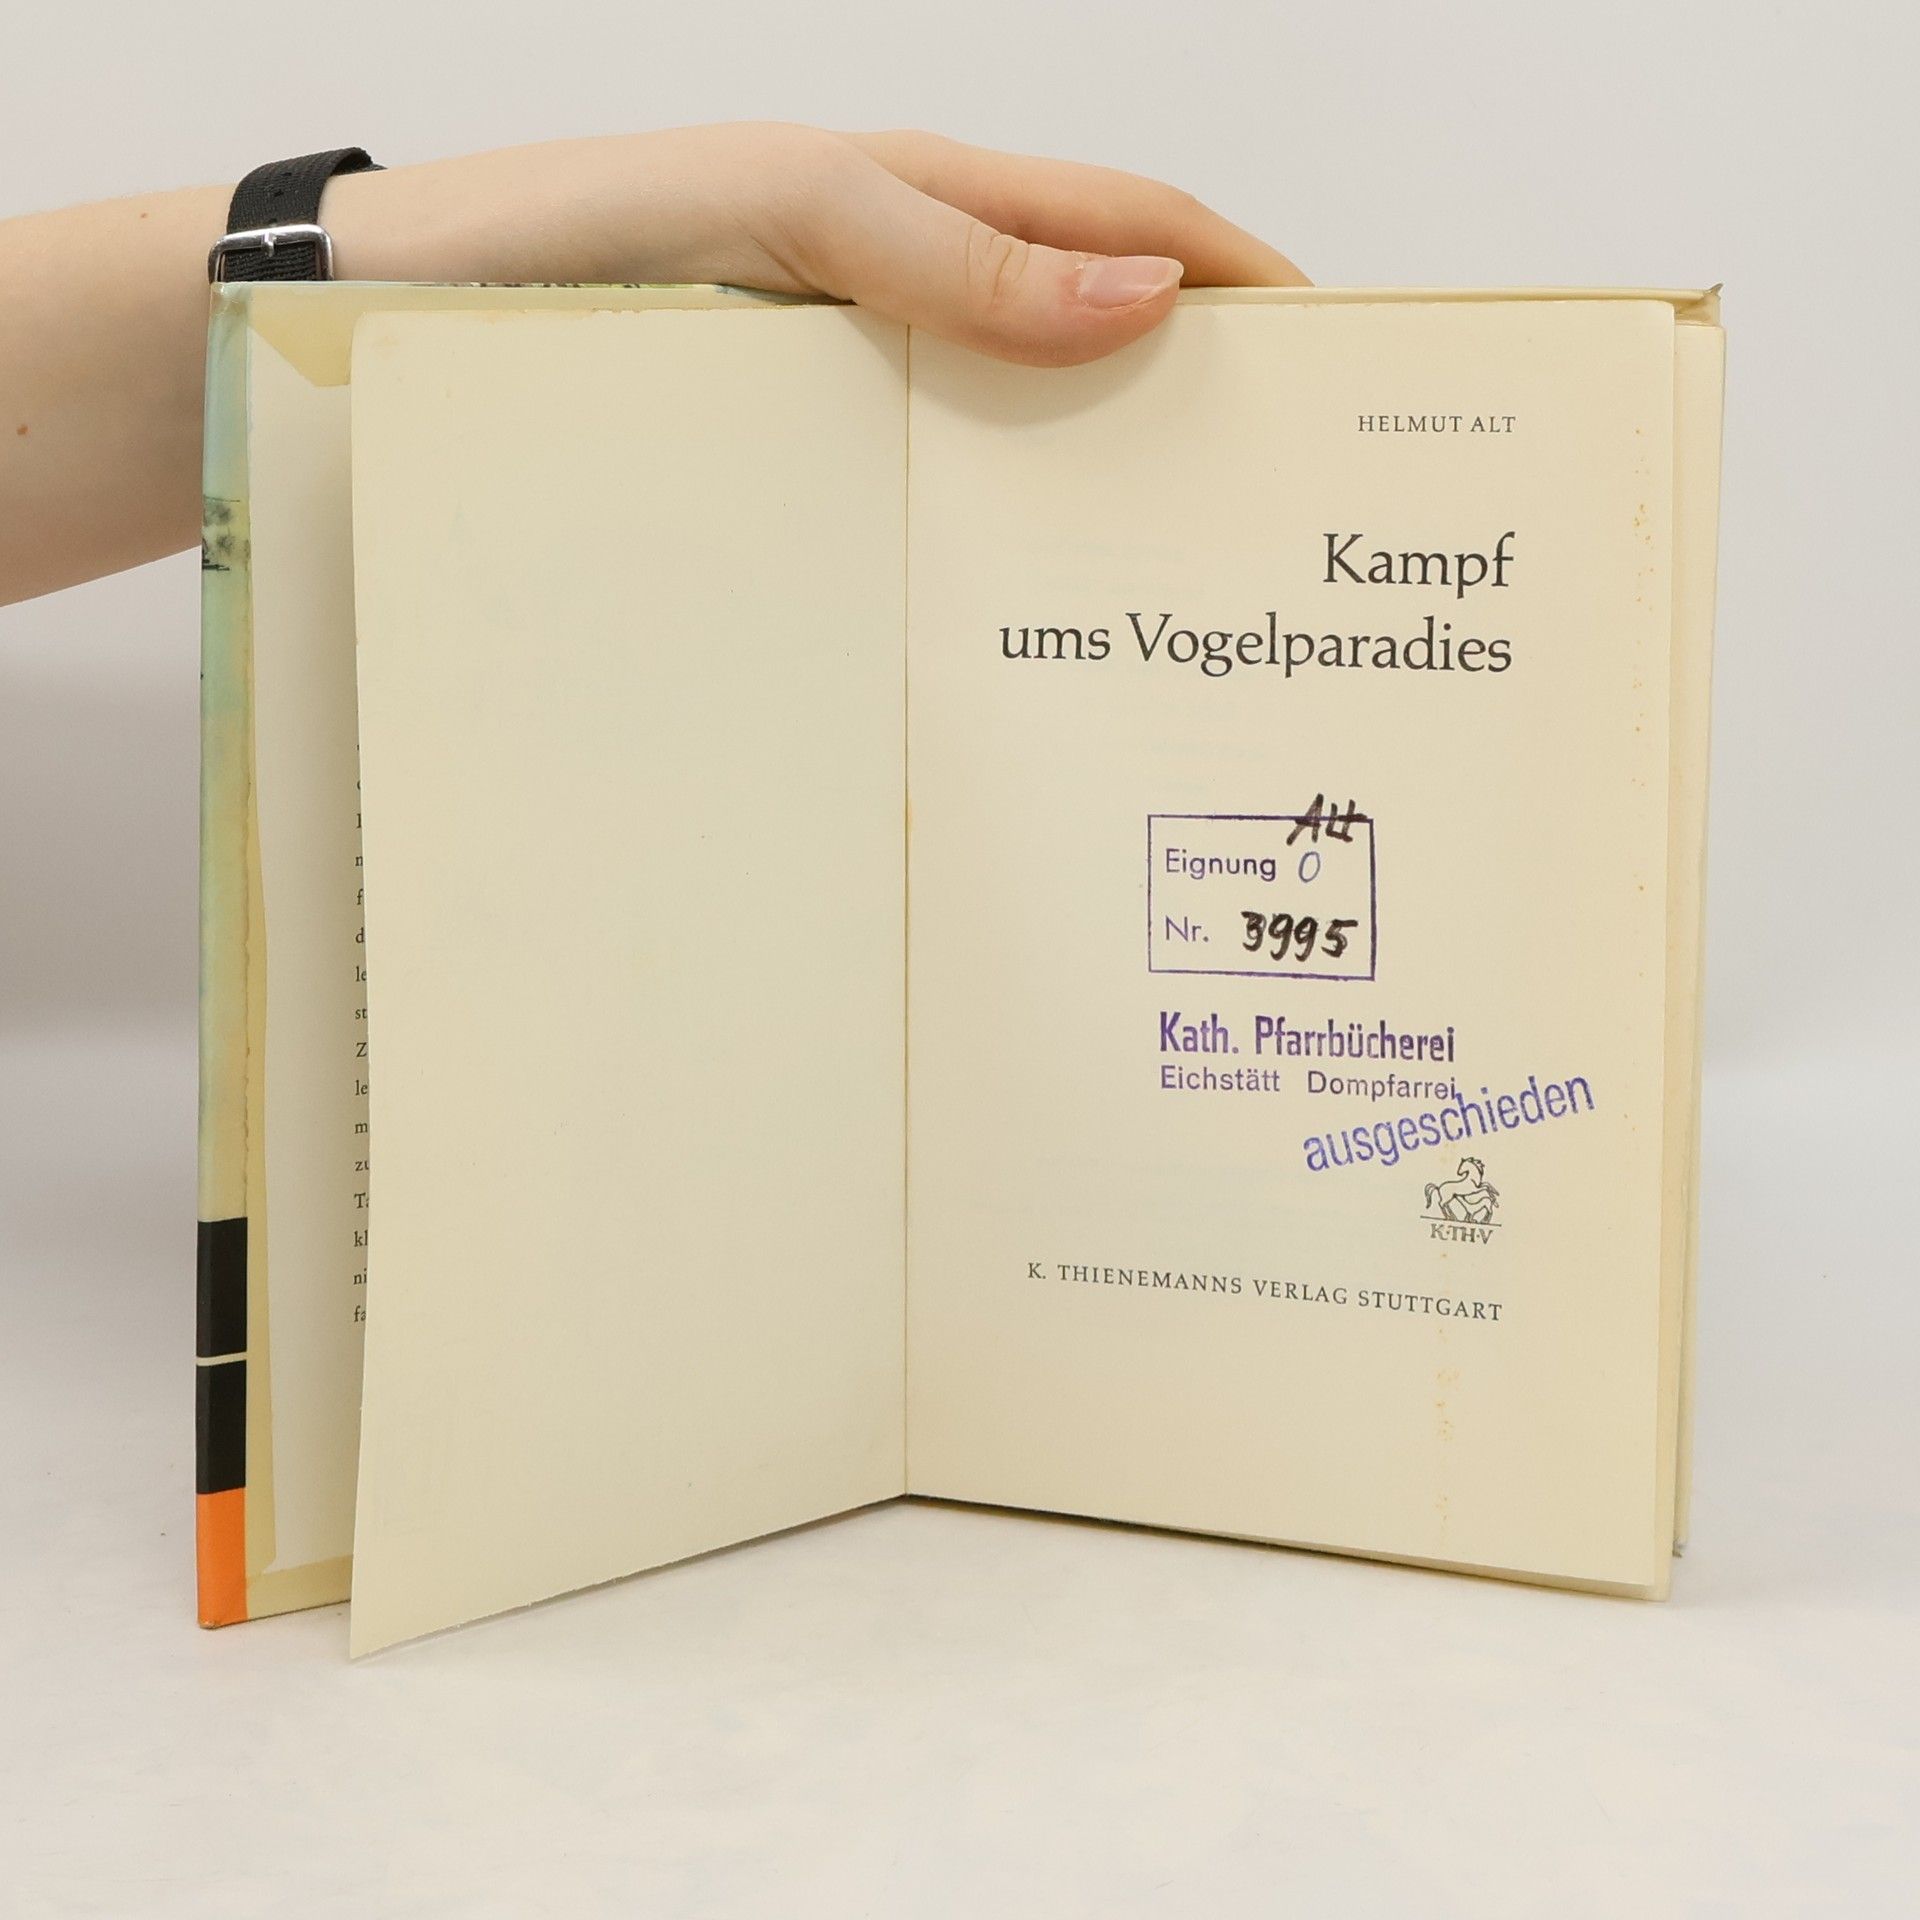 HELMUT ALT
Kampf
ums Vogelparadies
Alt
Eignung 0
Nr. 3995
Kath. Pfarrbücherei
Eichstätt Dompfarrei
ausgeschieden
K·TH·V
K. THIENEMANNS VERLAG STUTTGART